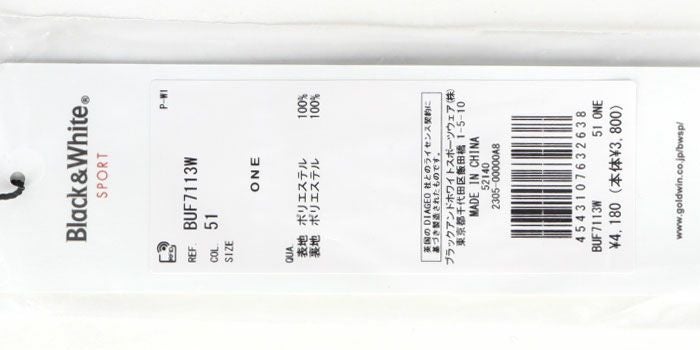 Black&White®
SPORT
P-WI
REF. BUF7113W
COL. 51
SIZE
ONE
QUA.
表地 ポリエステル 100%
裏地 ポリエステル 100%
英国のDIAGEO 社とのライセンス契約に
基づき製造されたものです。
ブラックアンドホワイトスポーツウェア(株)
東京都千代田区飯田橋 1-5-10
MADE IN CHINA
52140
2305-00000A8
4543107632638
BUF7113W 51 ONE
¥4,180 (本体¥3,800)
www.goldwin.co.jp/bwsp/